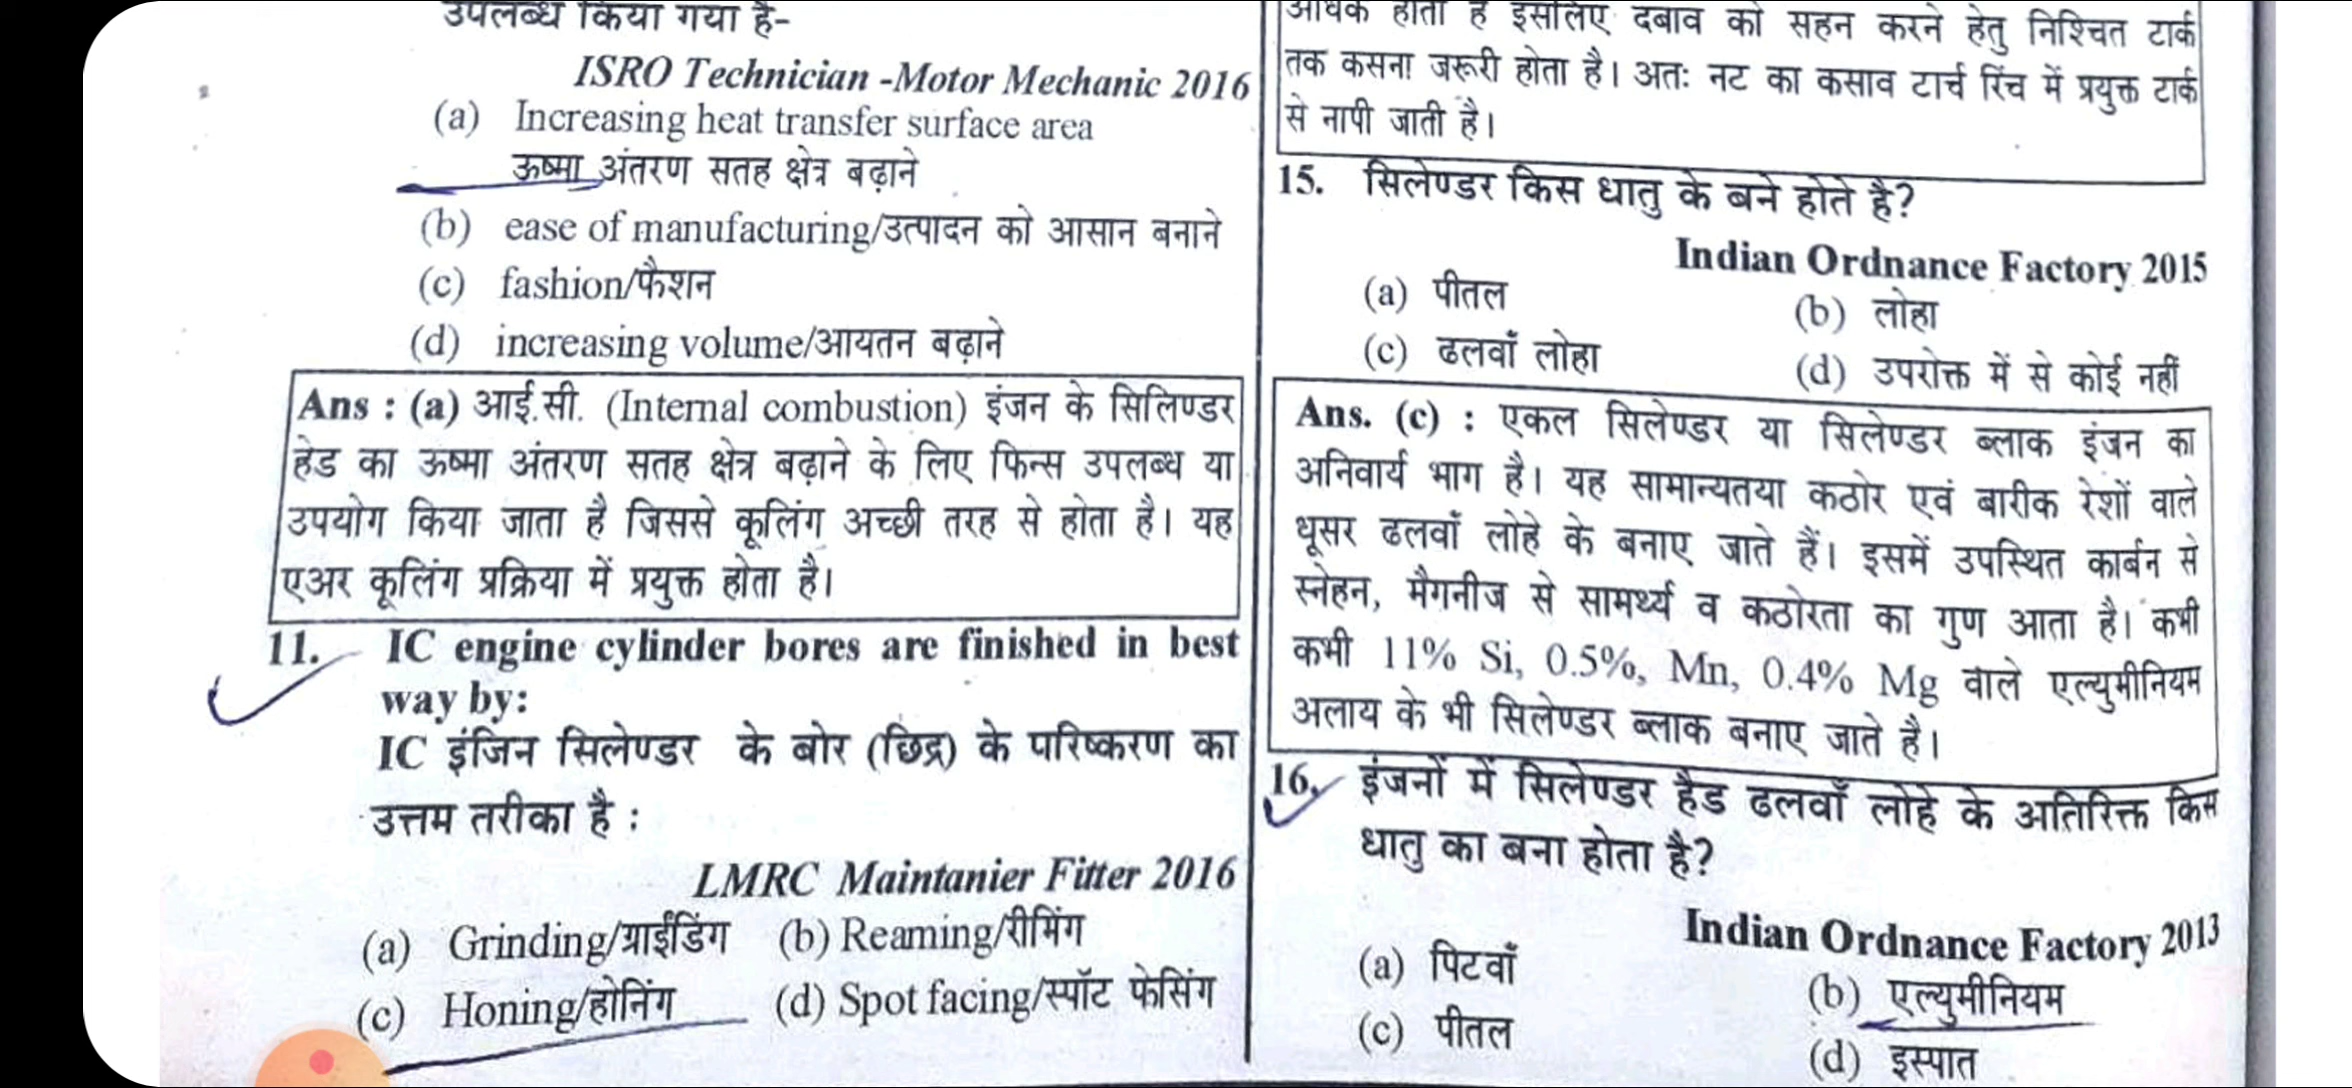 उपलब्ध किया गया है-
ISRO Technician -Motor Mechanic 2016
(a) Increasing heat transfer surface area
ऊष्मा अंतरण सतह क्षेत्र बढ़ाने
(b) ease of manufacturing/उत्पादन को आसान बनाने
(c) fashion/फैशन
(d) increasing volume/आयतन बढ़ाने
Ans : (a) आई.सी. (Internal combustion) इंजन के सिलिण्डर
हेड का ऊष्मा अंतरण सतह क्षेत्र बढ़ाने के लिए फिन्स उपलब्ध या
उपयोग किया जाता है जिससे कूलिंग अच्छी तरह से होता है। यह
एअर कूलिंग प्रक्रिया में प्रयुक्त होता है।
11. IC engine cylinder bores are finished in best
way by:
IC इंजिन सिलेण्डर के बोर (छिद्र) के परिष्करण का
उत्तम तरीका है :
LMRC Maintanier Fitter 2016
(a) Grinding/ग्राईंडिंग (b) Reaming/रीमिंग
(c) Honing/होनिंग (d) Spot facing/स्पॉट फेसिंग
अधिक होता है इसलिए दबाव को सहन करने हेतु निश्चित टार्क
तक कसना जरूरी होता है। अतः नट का कसाव टार्च रिंच में प्रयुक्त टार्क
से नापी जाती है।
15. सिलेण्डर किस धातु के बने होते है?
Indian Ordnance Factory 2015
(a) पीतल (b) लोहा
(c) ढलवाँ लोहा (d) उपरोक्त में से कोई नहीं
Ans. (c) : एकल सिलेण्डर या सिलेण्डर ब्लाक इंजन का
अनिवार्य भाग है। यह सामान्यतया कठोर एवं बारीक रेशों वाले
धूसर ढलवाँ लोहे के बनाए जाते हैं। इसमें उपस्थित कार्बन से
स्नेहन, मैगनीज से सामर्थ्य व कठोरता का गुण आता है। कभी
कभी 11% Si, 0.5%, Mn, 0.4% Mg वाले एल्युमीनियम
अलाय के भी सिलेण्डर ब्लाक बनाए जाते है।
16. इंजनों में सिलेण्डर हैड ढलवाँ लोहे के अतिरिक्त किस
धातु का बना होता है?
Indian Ordnance Factory 2013
(a) पिटवाँ (b) एल्युमीनियम
(c) पीतल (d) इस्पात